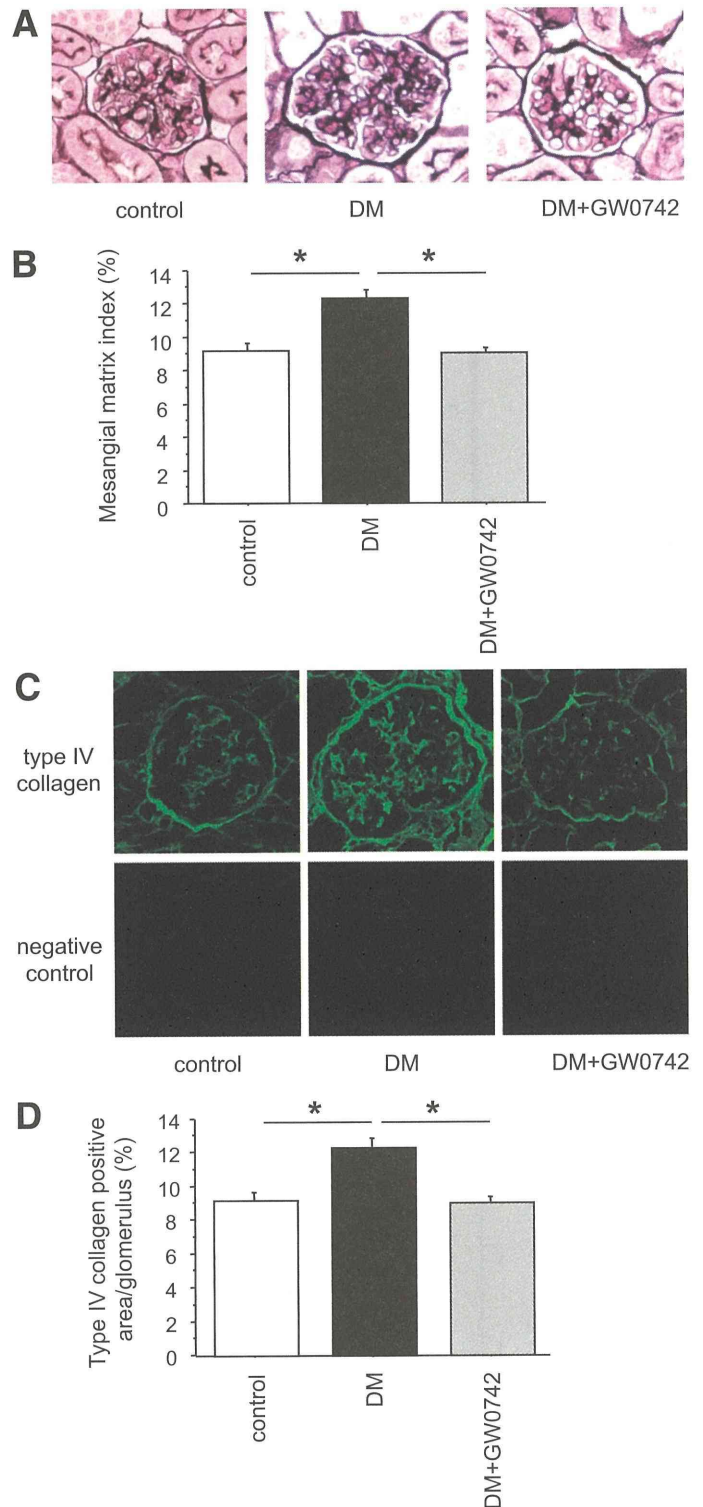 A
control
DM
DM+GW0742
B
Mesangial matrix index (%)
14
12
10
8
6
4
2
0
*
*
control
DM
DM+GW0742
C
type IV
collagen
negative
control
control
DM
DM+GW0742
D
Type IV collagen positive
area/glomerulus (%)
14
12
10
8
6
4
2
0
*
*
control
DM
DM+GW0742